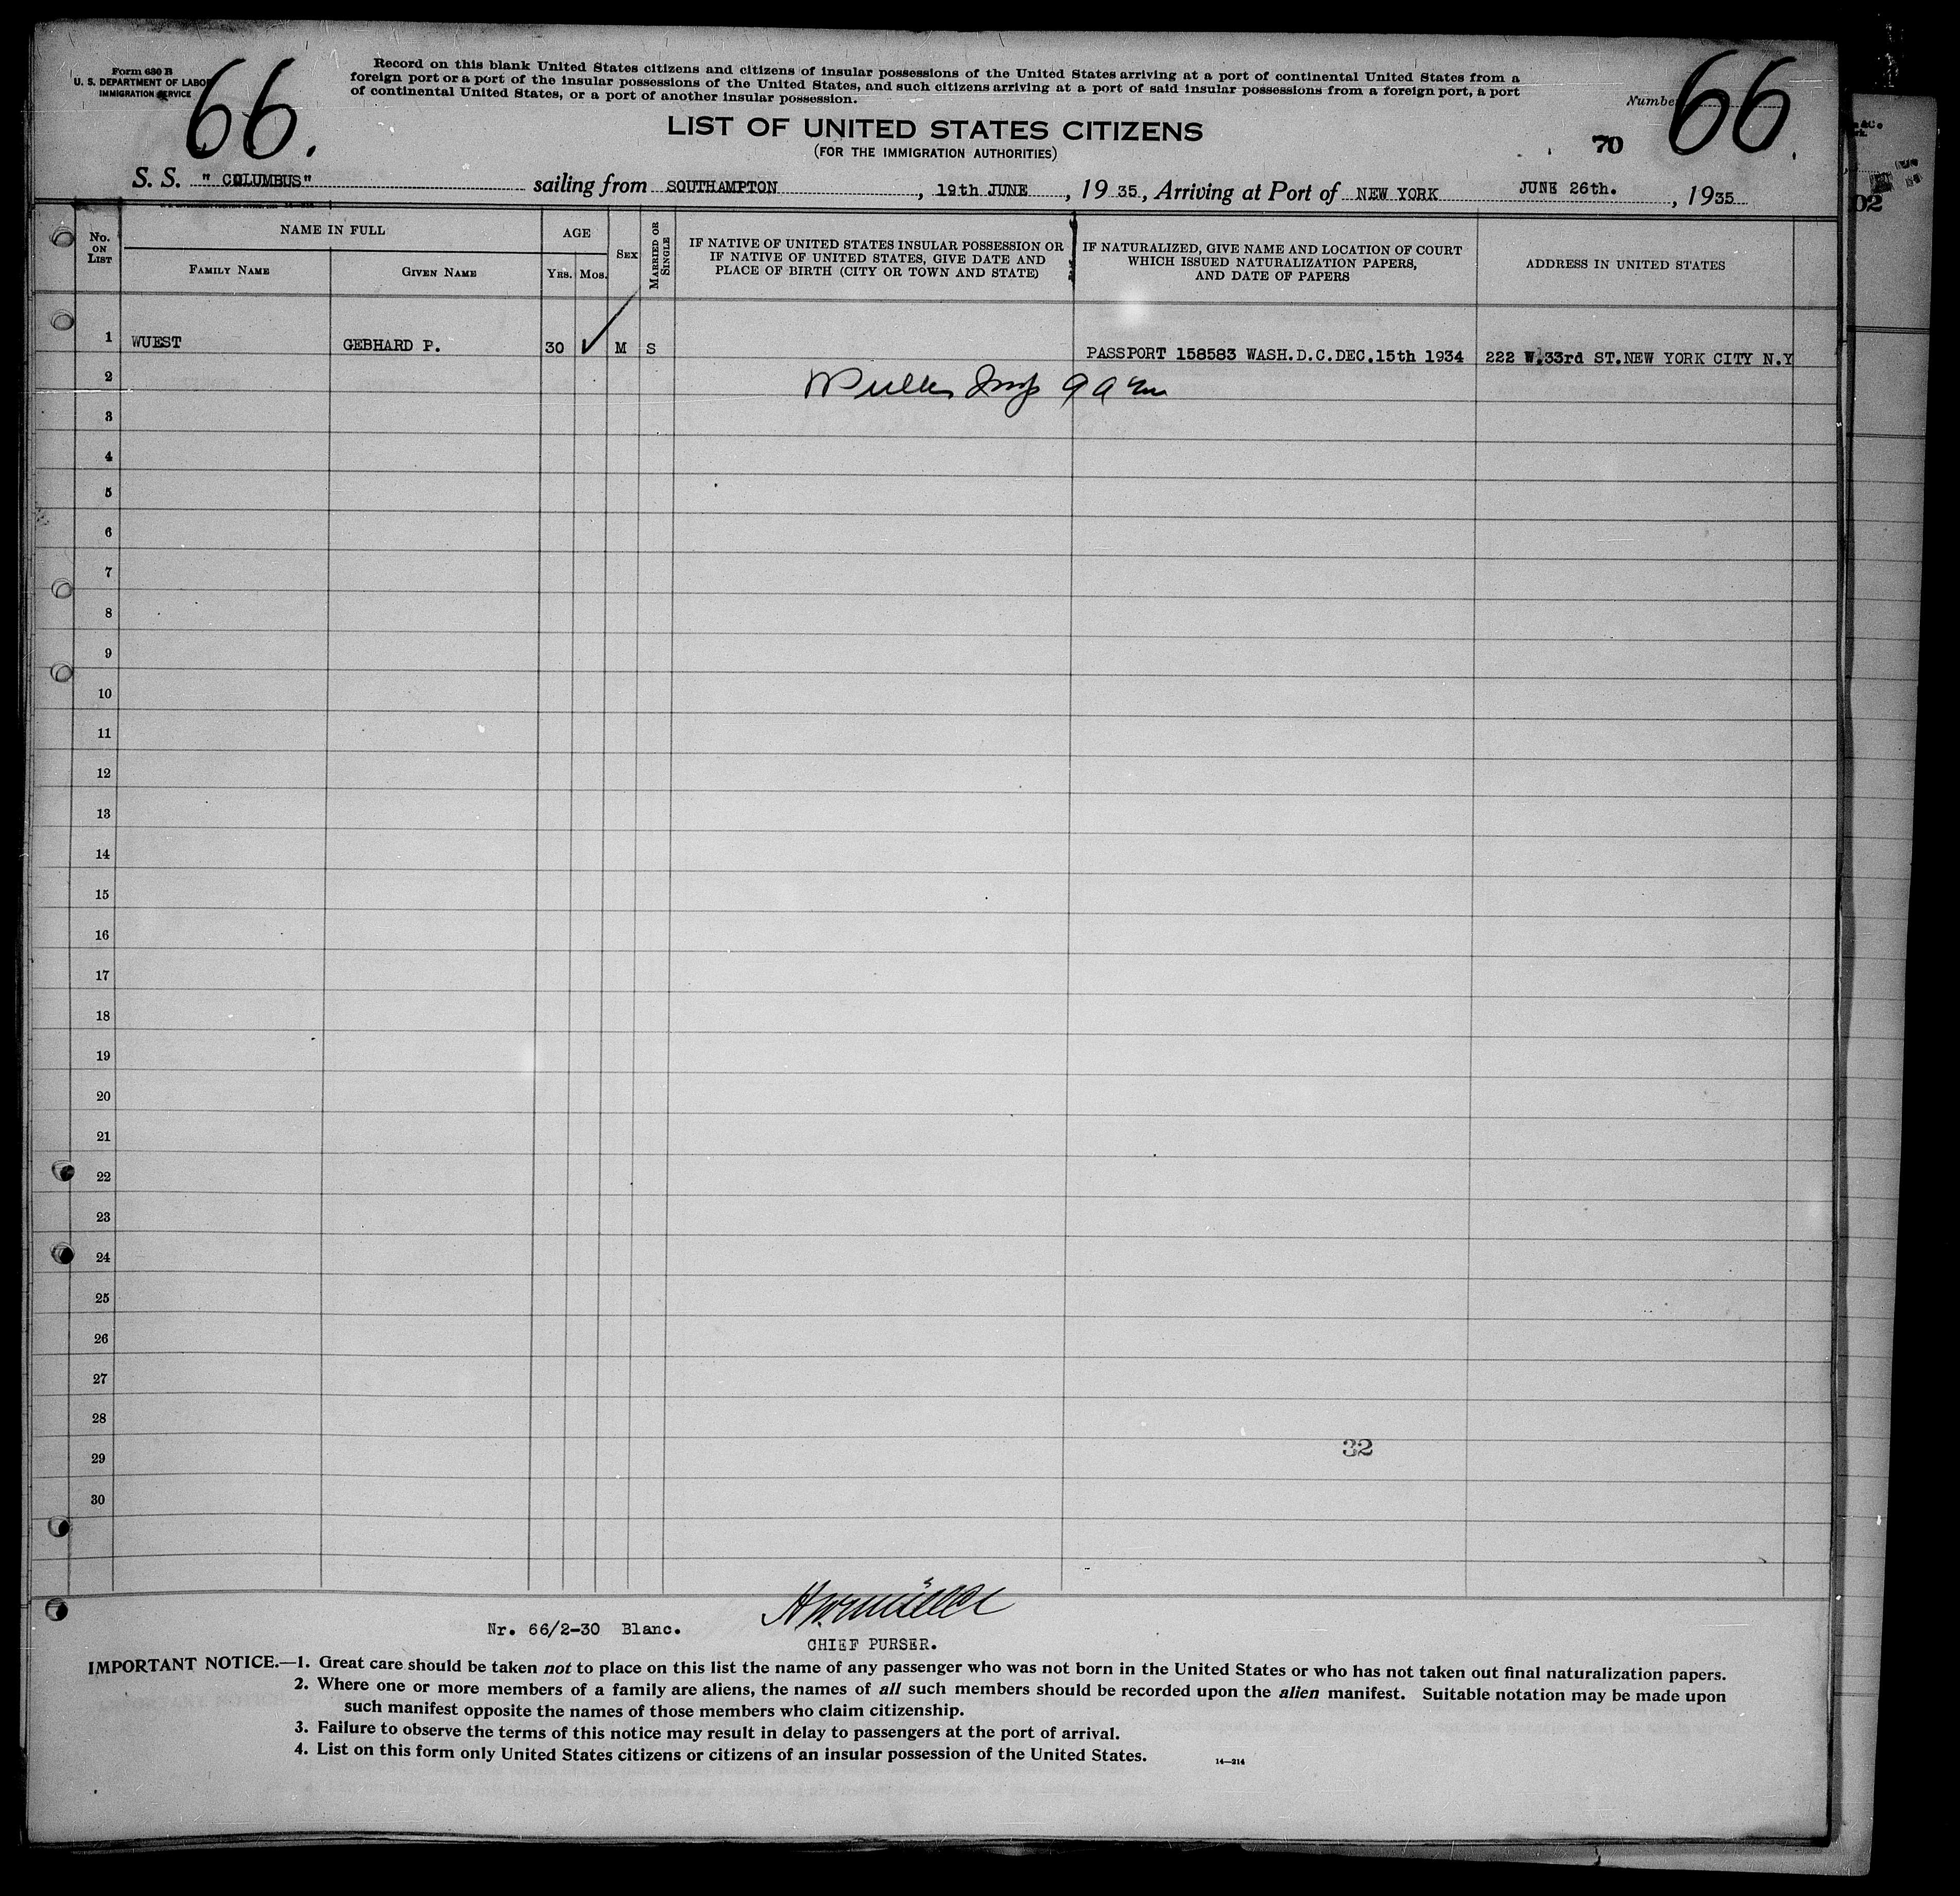 Form 630 B
U. S. DEPARTMENT OF LABOR
IMMIGRATION SERVICE
66.
Record on this blank United States citizens and citizens of insular possessions of the United States arriving at a port of continental United States from a
foreign port or a port of the insular possessions of the United States, and such citizens arriving at a port of said insular possessions from a foreign port, a port
of continental United States, or a port of another insular possession.
Number 66
LIST OF UNITED STATES CITIZENS
(FOR THE IMMIGRATION AUTHORITIES)
70
S. S. "COLUMBUS" sailing from SOUTHAMPTON, 19th JUNE, 1935, Arriving at Port of NEW YORK JUNE 26th., 1935
No. ON LIST
NAME IN FULL
FAMILY NAME
GIVEN NAME
AGE
YRS. MOS.
SEX
MARRIED OR SINGLE
IF NATIVE OF UNITED STATES INSULAR POSSESSION OR
IF NATIVE OF UNITED STATES, GIVE DATE AND
PLACE OF BIRTH (CITY OR TOWN AND STATE)
IF NATURALIZED, GIVE NAME AND LOCATION OF COURT
WHICH ISSUED NATURALIZATION PAPERS,
AND DATE OF PAPERS
ADDRESS IN UNITED STATES
1 WUEST GEBHARD P. 30 ✓ M S PASSPORT 158583 WASH.D.C.DEC.15th 1934 222 W.33rd ST.NEW YORK CITY N.Y
2
3
4
5
6
7
8
9
10
11
12
13
14
15
16
17
18
19
20
21
22
23
24
25
26
27
28
32
29
30
Nr. 66/2-30 Blanc.
CHIEF PURSER.
IMPORTANT NOTICE.—1. Great care should be taken not to place on this list the name of any passenger who was not born in the United States or who has not taken out final naturalization papers.
2. Where one or more members of a family are aliens, the names of all such members should be recorded upon the alien manifest. Suitable notation may be made upon
such manifest opposite the names of those members who claim citizenship.
3. Failure to observe the terms of this notice may result in delay to passengers at the port of arrival.
4. List on this form only United States citizens or citizens of an insular possession of the United States.
14—214
02